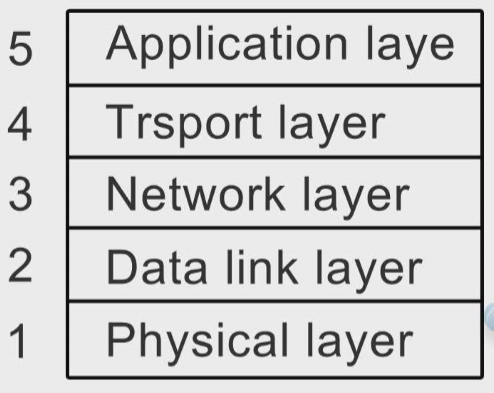 5 Application laye
4 Trsport layer
3 Network layer
2 Data link layer
1 Physical layer